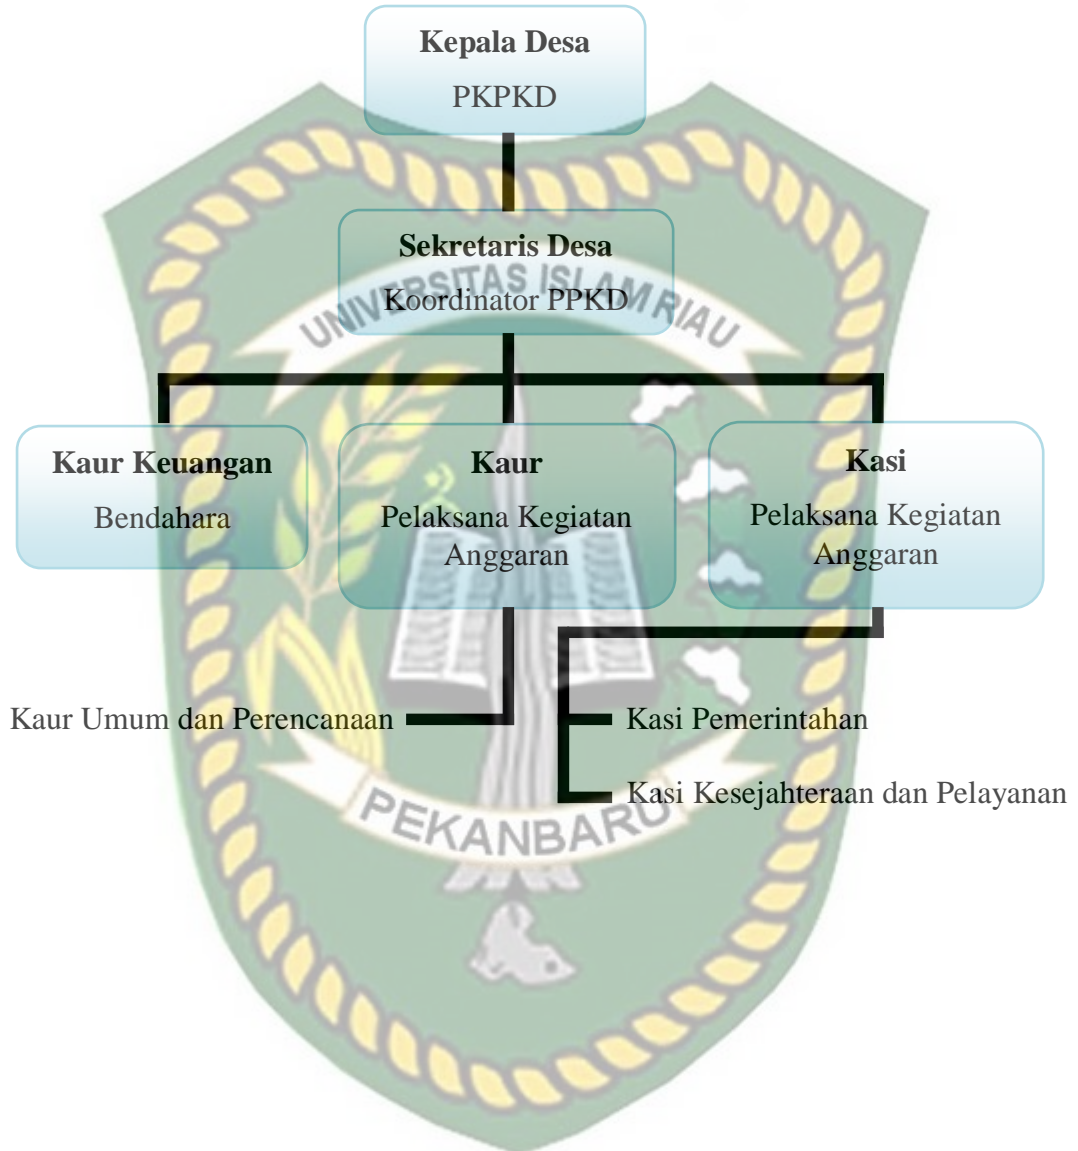 Kepala Desa
PKPKD
Sekretaris Desa
UNIVERSITAS ISLAM RIAU
Koordinator PPKD
Kaur Keuangan
Bendahara
Kaur
Pelaksana Kegiatan
Anggaran
Kasi
Pelaksana Kegiatan
Anggaran
Kaur Umum dan Perencanaan
Kasi Pemerintahan
Kasi Kesejahteraan dan Pelayanan
PEKANBARU